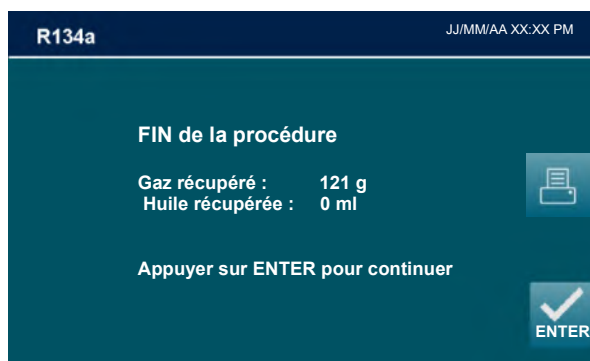 R134a JJ/MM/AA XX:XX PM
FIN de la procédure
Gaz récupéré : 121 g
Huile récupérée : 0 ml
Appuyer sur ENTER pour continuer
ENTER